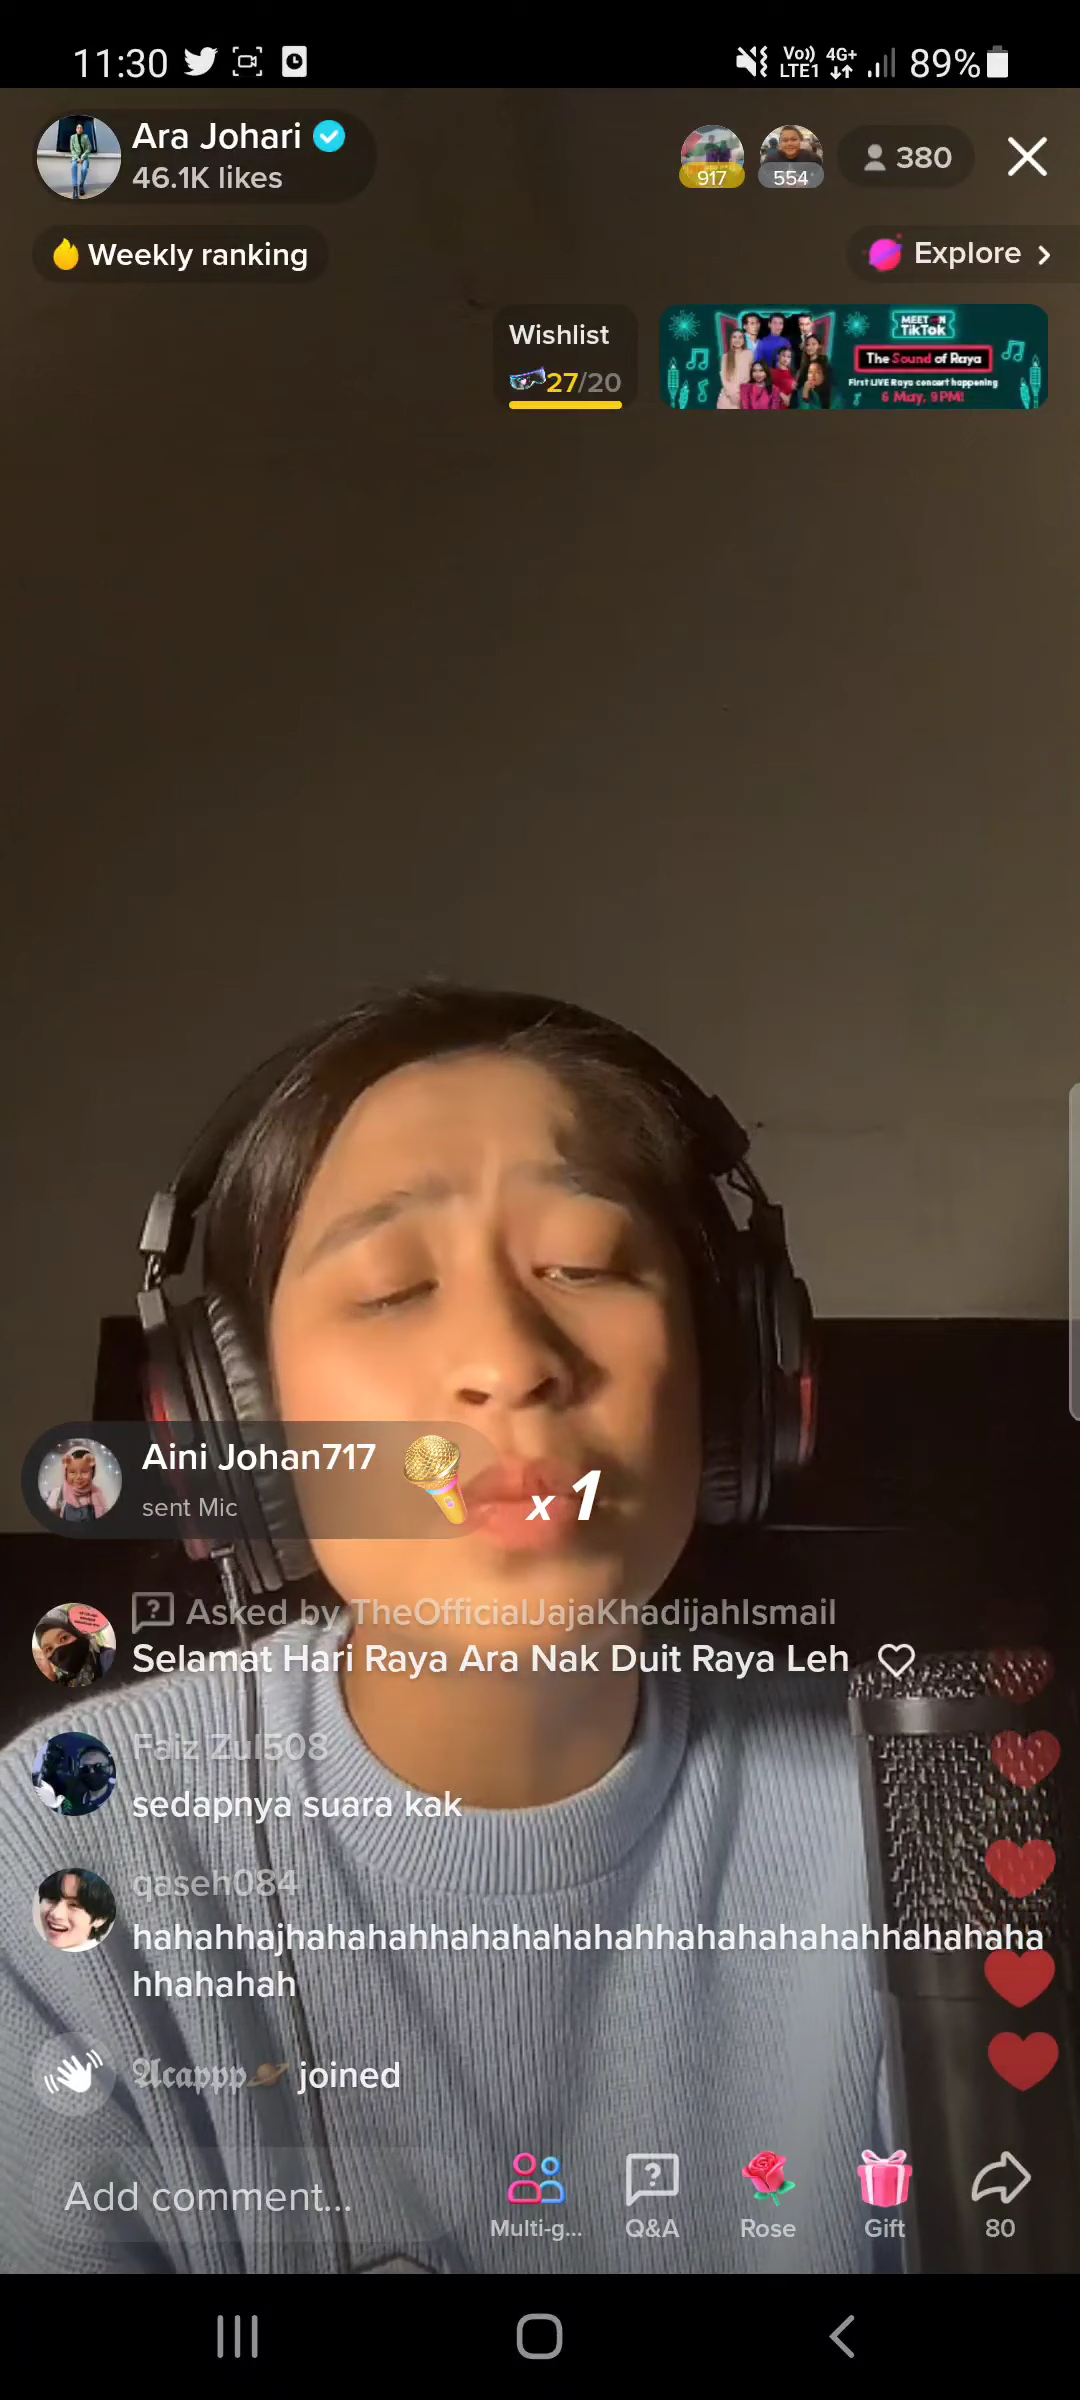 11:30
Vo)) LTE1 4G+ 89%
Ara Johari
46.1K likes
917 554 380
Weekly ranking
Explore
Wishlist
27/20
MEET ON TikTok
The Sound of Raya
First LIVE Raya concert happening
6 May, 9PM!
Aini Johan717
sent Mic
x 1
Asked by TheOfficialJajaKhadijahIsmail
Selamat Hari Raya Ara Nak Duit Raya Leh
Faiz Zul508
sedapnya suara kak
qaseh084
hahahhajhahahahhahahahahahhahahahahahhahahaha
hhahahah
𝕬𝖈𝖆𝖕𝖕𝖕🪐 joined
Add comment...
Multi-g...
Q&A
Rose
Gift
80